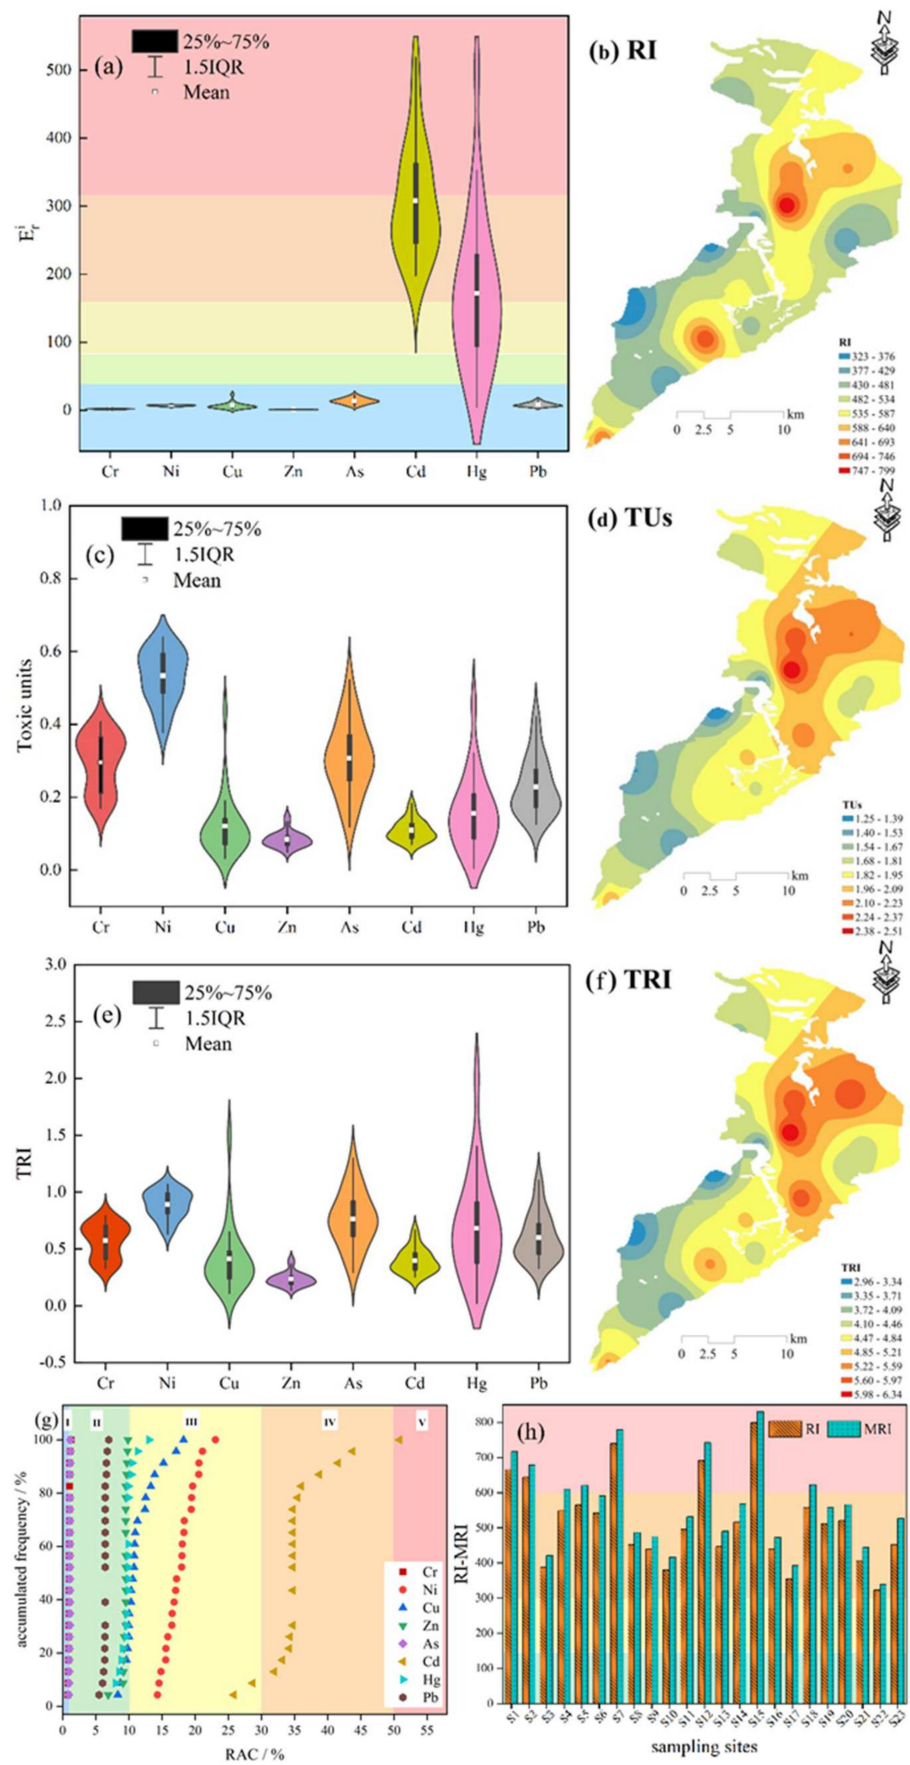 (a)
25%~75%
1.5IQR
Mean
500
400
300
200
100
0
E_r^i
Cr Ni Cu Zn As Cd Hg Pb
(b) RI
N
RI
323 - 376
377 - 429
430 - 481
482 - 534
535 - 587
588 - 640
641 - 693
694 - 746
747 - 799
km
0 2.5 5 10
(c)
25%~75%
1.5IQR
Mean
1.0
0.8
0.6
0.4
0.2
0.0
Toxic units
Cr Ni Cu Zn As Cd Hg Pb
(d) TUs
N
TUs
1.25 - 1.39
1.40 - 1.53
1.54 - 1.67
1.68 - 1.81
1.82 - 1.95
1.96 - 2.09
2.10 - 2.23
2.24 - 2.37
2.38 - 2.51
km
0 2.5 5 10
(e)
25%~75%
1.5IQR
Mean
3.0
2.5
2.0
1.5
1.0
0.5
0.0
-0.5
TRI
Cr Ni Cu Zn As Cd Hg Pb
(f) TRI
N
TRI
2.96 - 3.34
3.35 - 3.71
3.72 - 4.09
4.10 - 4.46
4.47 - 4.84
4.85 - 5.21
5.22 - 5.59
5.60 - 5.97
5.98 - 6.34
km
0 2.5 5 10
(g)
I II III IV V
100
80
60
40
20
0
accumulated frequency / %
Cr
Ni
Cu
Zn
As
Cd
Hg
Pb
0 5 10 15 20 25 30 35 40 45 50 55
RAC / %
(h)
RI MRI
800
700
600
500
400
300
200
100
0
RI-MRI
S1 S2 S3 S4 S5 S6 S7 S8 S9 S10 S11 S12 S13 S14 S15 S16 S17 S18 S19 S20 S21 S22 S23
sampling sites